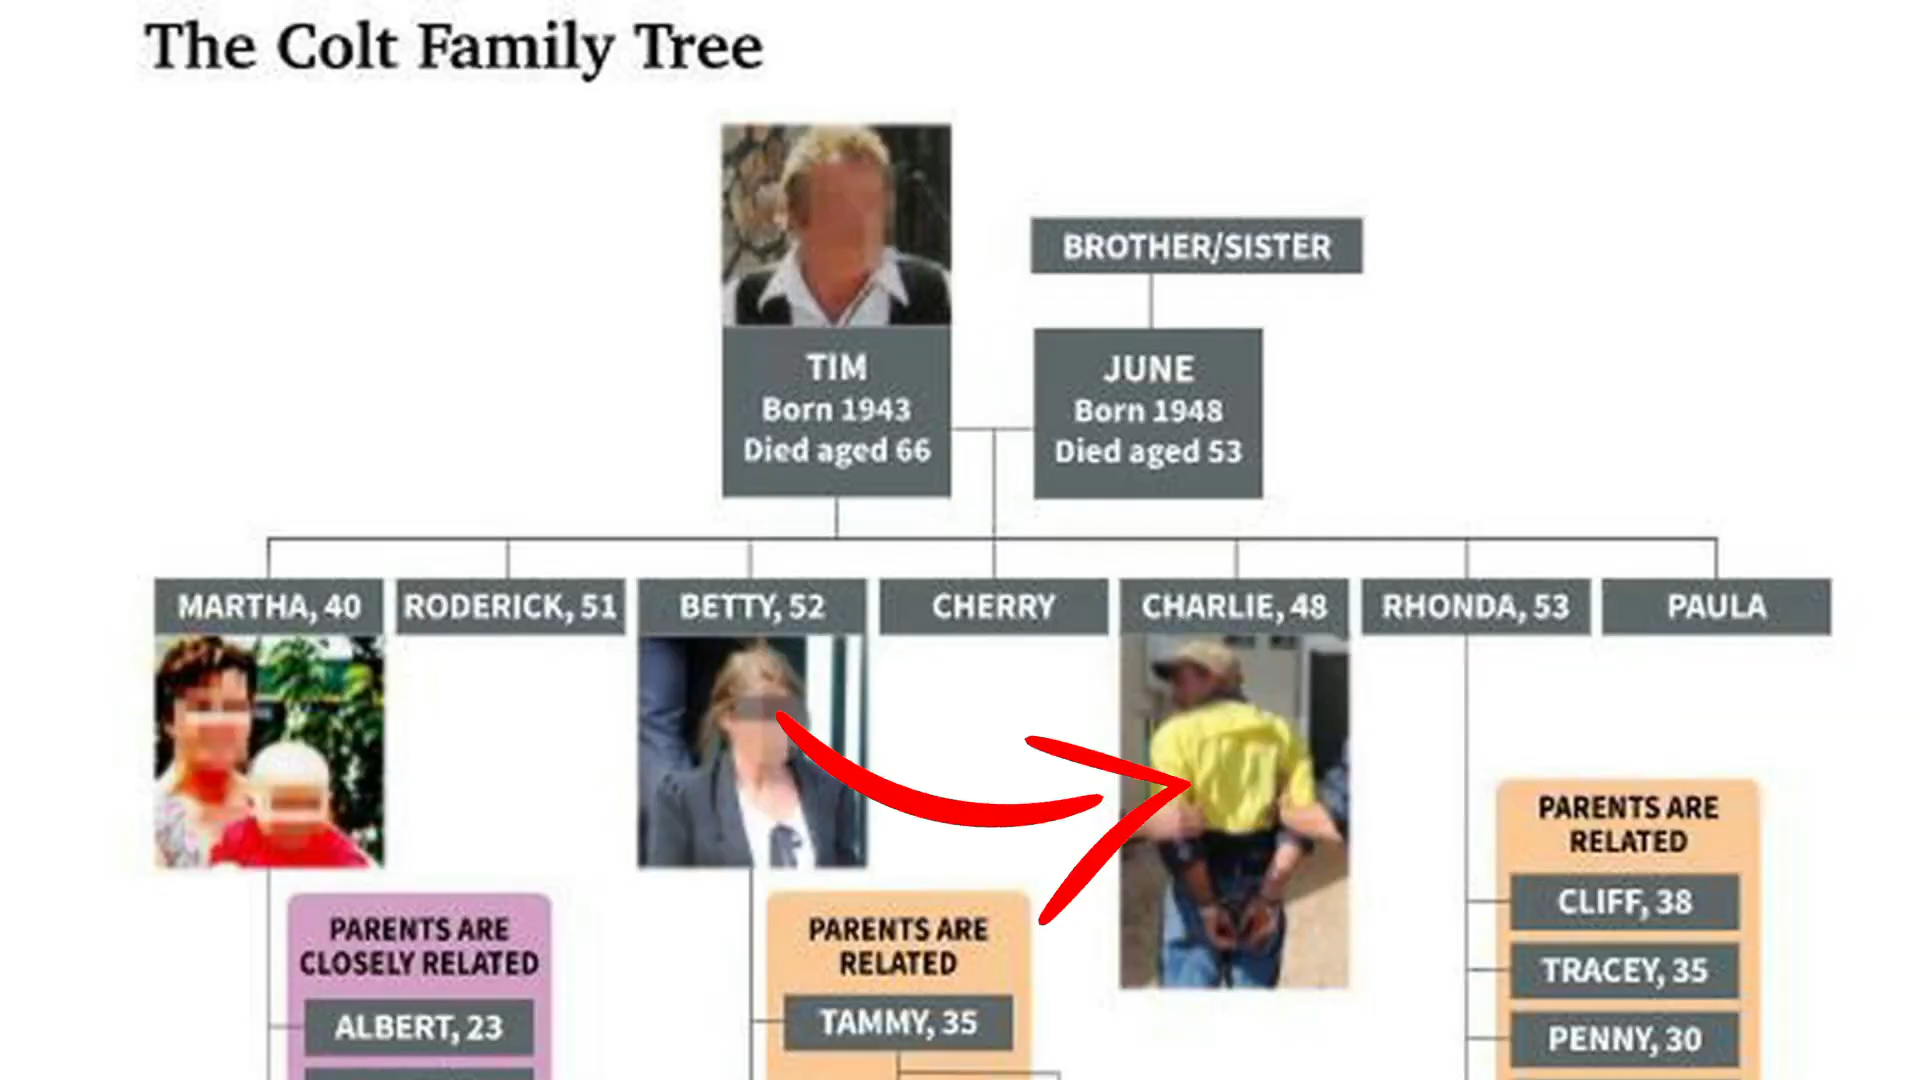 The Colt Family Tree
BROTHER/SISTER
TIM
Born 1943
Died aged 66
JUNE
Born 1948
Died aged 53
MARTHA, 40
RODERICK, 51
BETTY, 52
CHERRY
CHARLIE, 48
RHONDA, 53
PAULA
PARENTS ARE
CLOSELY RELATED
ALBERT, 23
PARENTS ARE
RELATED
TAMMY, 35
PARENTS ARE
RELATED
CLIFF, 38
TRACEY, 35
PENNY, 30